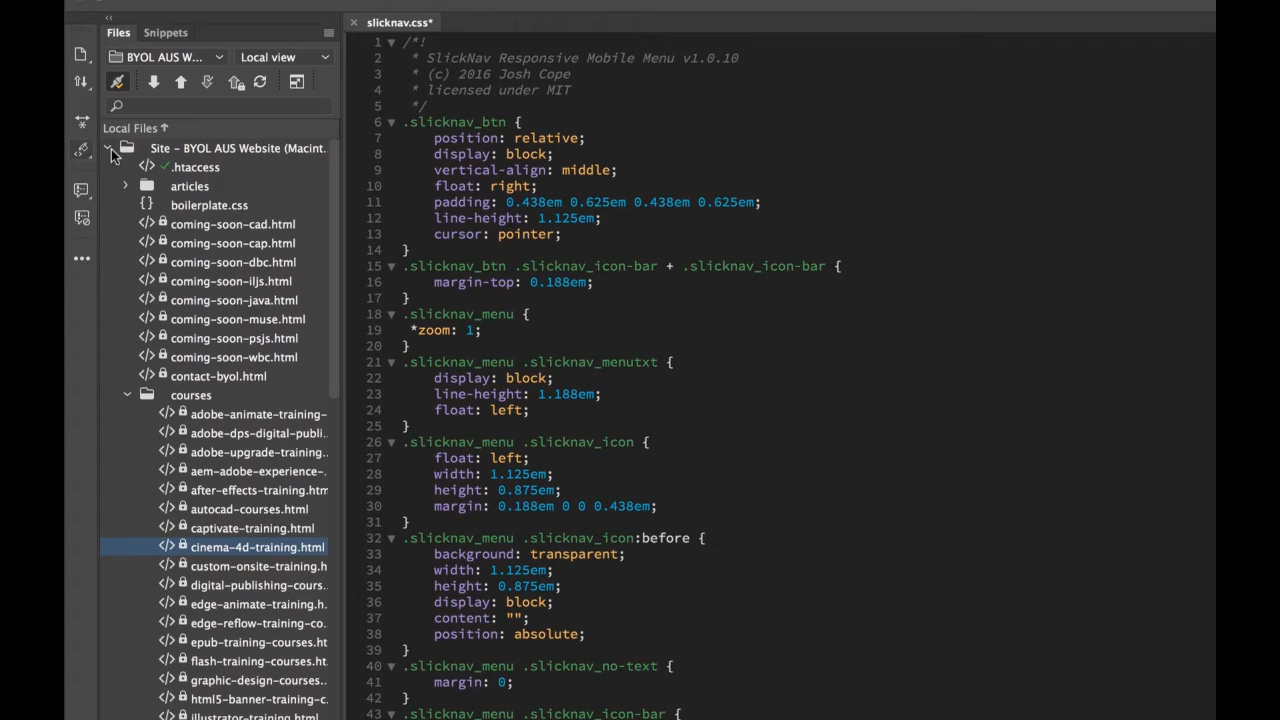 Files
Snippets
slicknav.css*
BYOL AUS W...
Local view
Local Files
Site – BYOL AUS Website (Macint.
.htaccess
articles
boilerplate.css
coming-soon-cad.html
coming-soon-cap.html
coming-soon-dbc.html
coming-soon-iljs.html
coming-soon-java.html
coming-soon-muse.html
coming-soon-psjs.html
coming-soon-wbc.html
contact-byol.html
courses
adobe-animate-training-
adobe-dps-digital-publi.
adobe-upgrade-training.
aem-adobe-experience-.
after-effects-training.htm
autocad-courses.html
captivate-training.html
cinema-4d-training.html
custom-onsite-training.h
digital-publishing-cours.
edge-animate-training.h.
edge-reflow-training-co.
epub-training-courses.ht
flash-training-courses.ht
graphic-design-courses.
html5-banner-training-c.
illustrator-training.html
1 /*!
2 * SlickNav Responsive Mobile Menu v1.0.10
3 * (c) 2016 Josh Cope
4 * licensed under MIT
5 */
6 .slicknav_btn {
7 position: relative;
8 display: block;
9 vertical-align: middle;
10 float: right;
11 padding: 0.438em 0.625em 0.438em 0.625em;
12 line-height: 1.125em;
13 cursor: pointer;
14 }
15 .slicknav_btn .slicknav_icon-bar + .slicknav_icon-bar {
16 margin-top: 0.188em;
17 }
18 .slicknav_menu {
19 *zoom: 1;
20 }
21 .slicknav_menu .slicknav_menutxt {
22 display: block;
23 line-height: 1.188em;
24 float: left;
25 }
26 .slicknav_menu .slicknav_icon {
27 float: left;
28 width: 1.125em;
29 height: 0.875em;
30 margin: 0.188em 0 0 0.438em;
31 }
32 .slicknav_menu .slicknav_icon:before {
33 background: transparent;
34 width: 1.125em;
35 height: 0.875em;
36 display: block;
37 content: "";
38 position: absolute;
39 }
40 .slicknav_menu .slicknav_no-text {
41 margin: 0;
42 }
43 .slicknav_menu .slicknav_icon-bar {